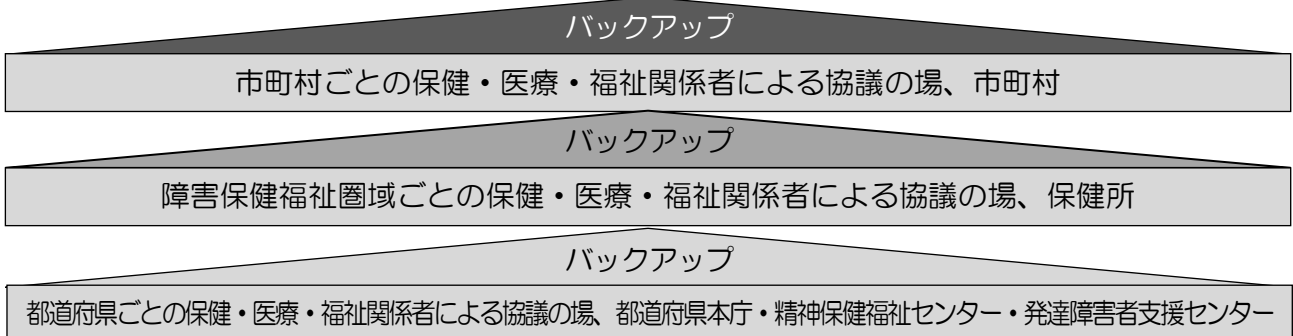 バックアップ
市町村ごとの保健・医療・福祉関係者による協議の場、市町村
バックアップ
障害保健福祉圏域ごとの保健・医療・福祉関係者による協議の場、保健所
バックアップ
都道府県ごとの保健・医療・福祉関係者による協議の場、都道府県本庁・精神保健福祉センター・発達障害者支援センター